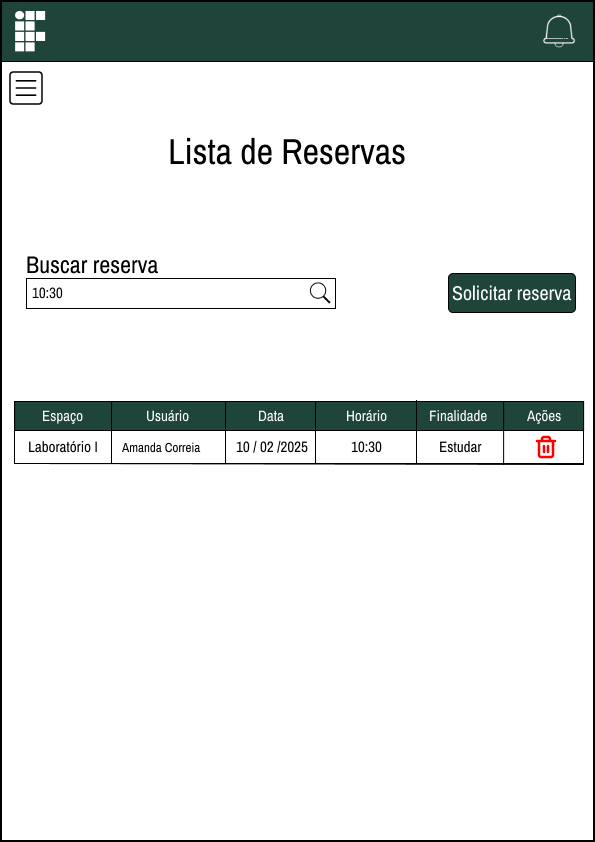 Lista de Reservas
Buscar reserva
10:30
Solicitar reserva
Espaço Usuário Data Horário Finalidade Ações
Laboratório I Amanda Correia 10 / 02 /2025 10:30 Estudar